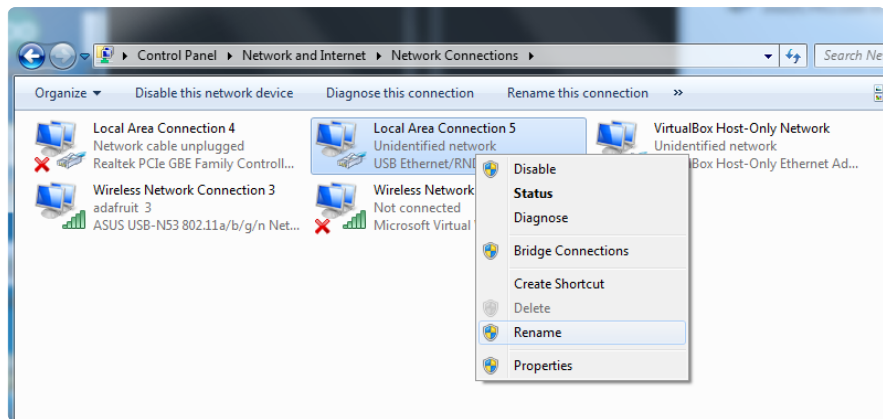 Control Panel ▸ Network and Internet ▸ Network Connections ▸
Search Ne
Organize ▼ Disable this network device Diagnose this connection Rename this connection »
Local Area Connection 4
Network cable unplugged
Realtek PCIe GBE Family Controll...
Local Area Connection 5
Unidentified network
USB Ethernet/RND
VirtualBox Host-Only Network
Unidentified network
Box Host-Only Ethernet Ad...
Wireless Network Connection 3
adafruit 3
ASUS USB-N53 802.11a/b/g/n Net...
Wireless Network
Not connected
Microsoft Virtual
Disable
Status
Diagnose
Bridge Connections
Create Shortcut
Delete
Rename
Properties